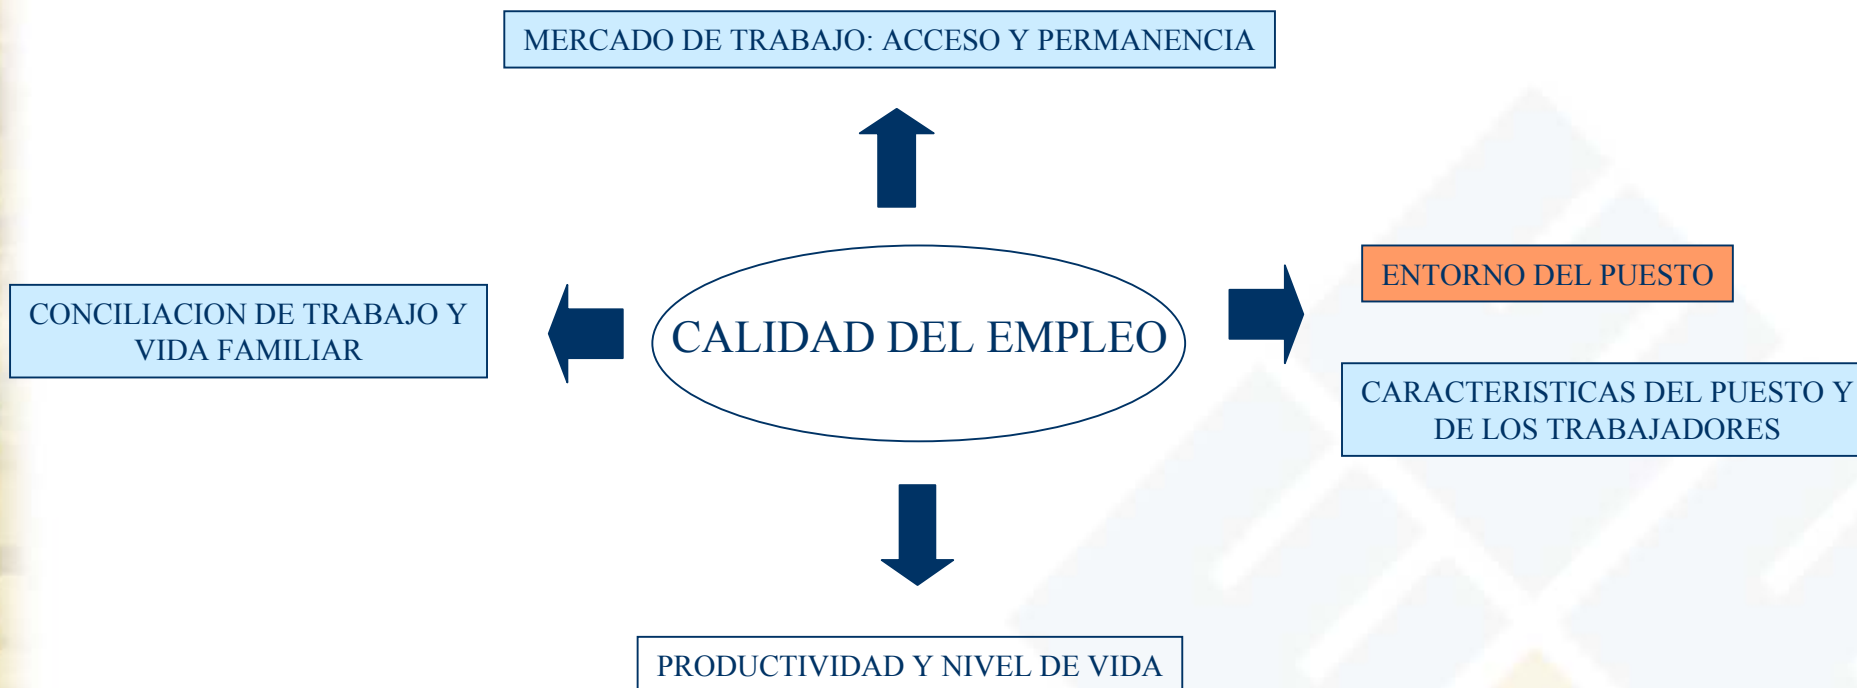 MERCADO DE TRABAJO: ACCESO Y PERMANENCIA
ENTORNO DEL PUESTO
CONCILIACION DE TRABAJO Y
VIDA FAMILIAR
CALIDAD DEL EMPLEO
CARACTERISTICAS DEL PUESTO Y
DE LOS TRABAJADORES
PRODUCTIVIDAD Y NIVEL DE VIDA